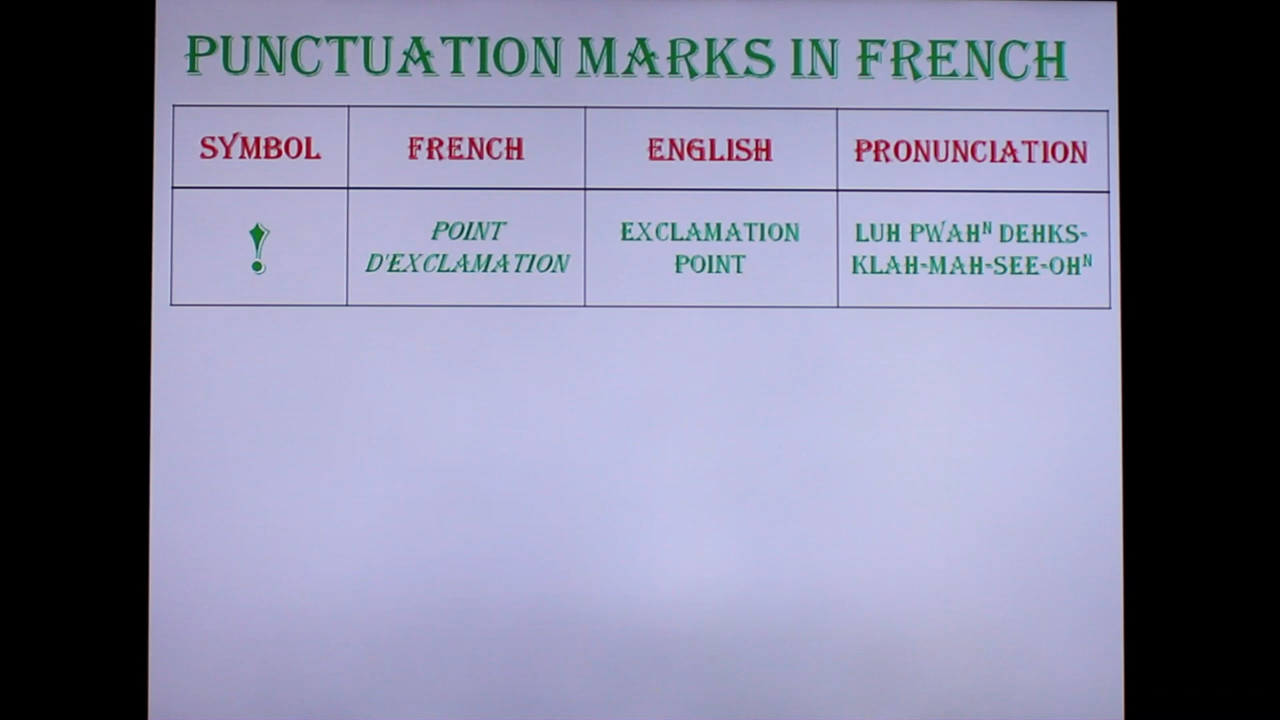 PUNCTUATION MARKS IN FRENCH
SYMBOL FRENCH ENGLISH PRONUNCIATION
! POINT D'EXCLAMATION EXCLAMATION POINT LUH PWAHᴺ DEHKS-KLAH-MAH-SEE-OHᴺ